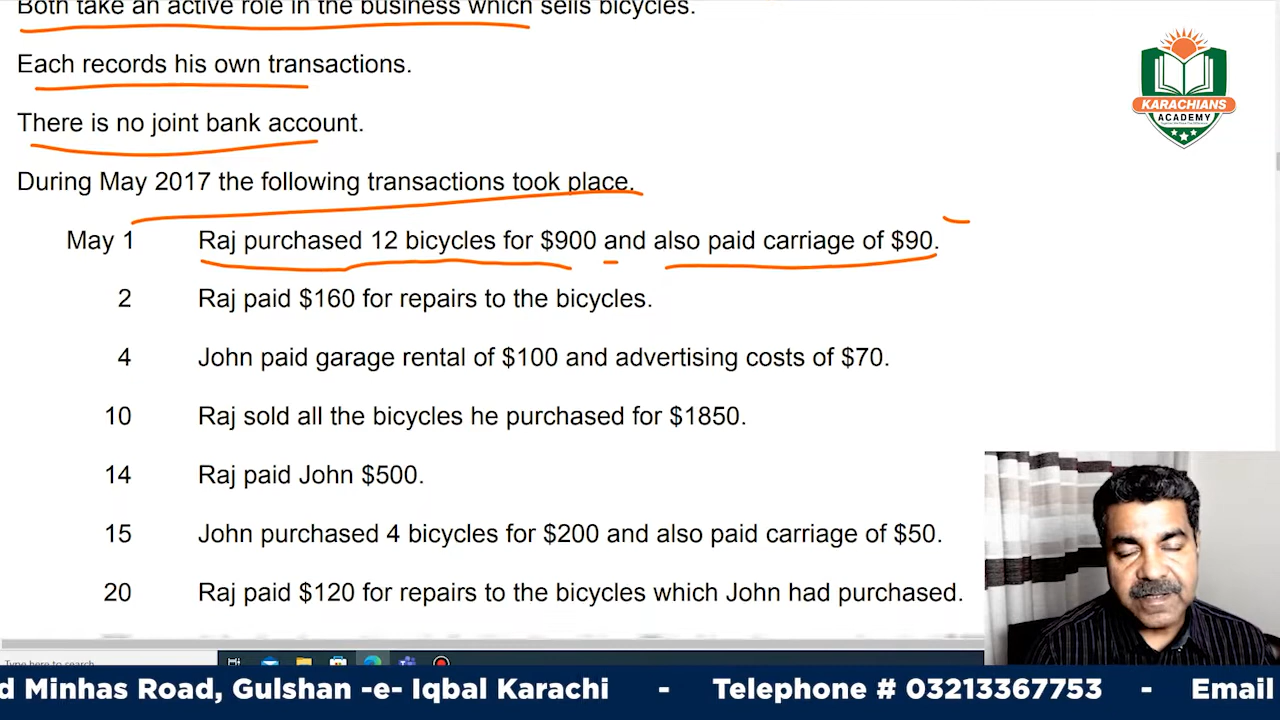 Both take an active role in the business which sells bicycles.
Each records his own transactions.
There is no joint bank account.
During May 2017 the following transactions took place.
May 1 Raj purchased 12 bicycles for $900 and also paid carriage of $90.
2 Raj paid $160 for repairs to the bicycles.
4 John paid garage rental of $100 and advertising costs of $70.
10 Raj sold all the bicycles he purchased for $1850.
14 Raj paid John $500.
15 John purchased 4 bicycles for $200 and also paid carriage of $50.
20 Raj paid $120 for repairs to the bicycles which John had purchased.
KARACHIANS
ACADEMY
Type here to search
d Minhas Road, Gulshan -e- Iqbal Karachi - Telephone # 03213367753 - Email